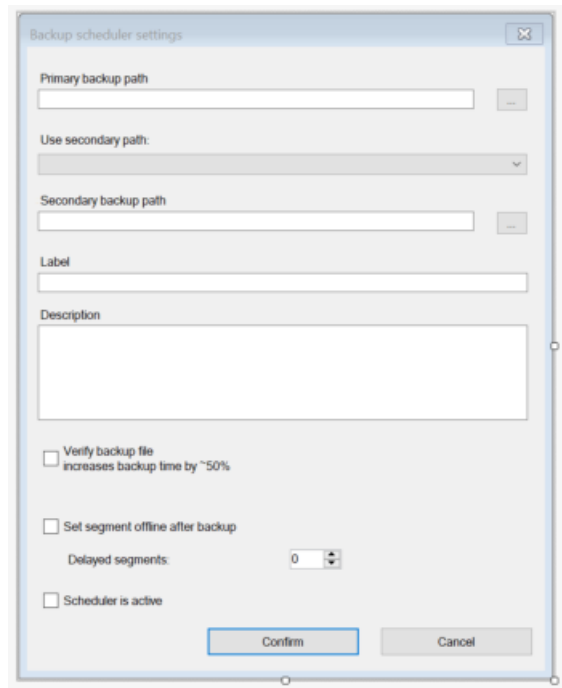 Backup scheduler settings
Primary backup path
...
Use secondary path:
Secondary backup path
...
Label
Description
Verify backup file
increases backup time by ~50%
Set segment offline after backup
Delayed segments: 0
Scheduler is active
Confirm Cancel